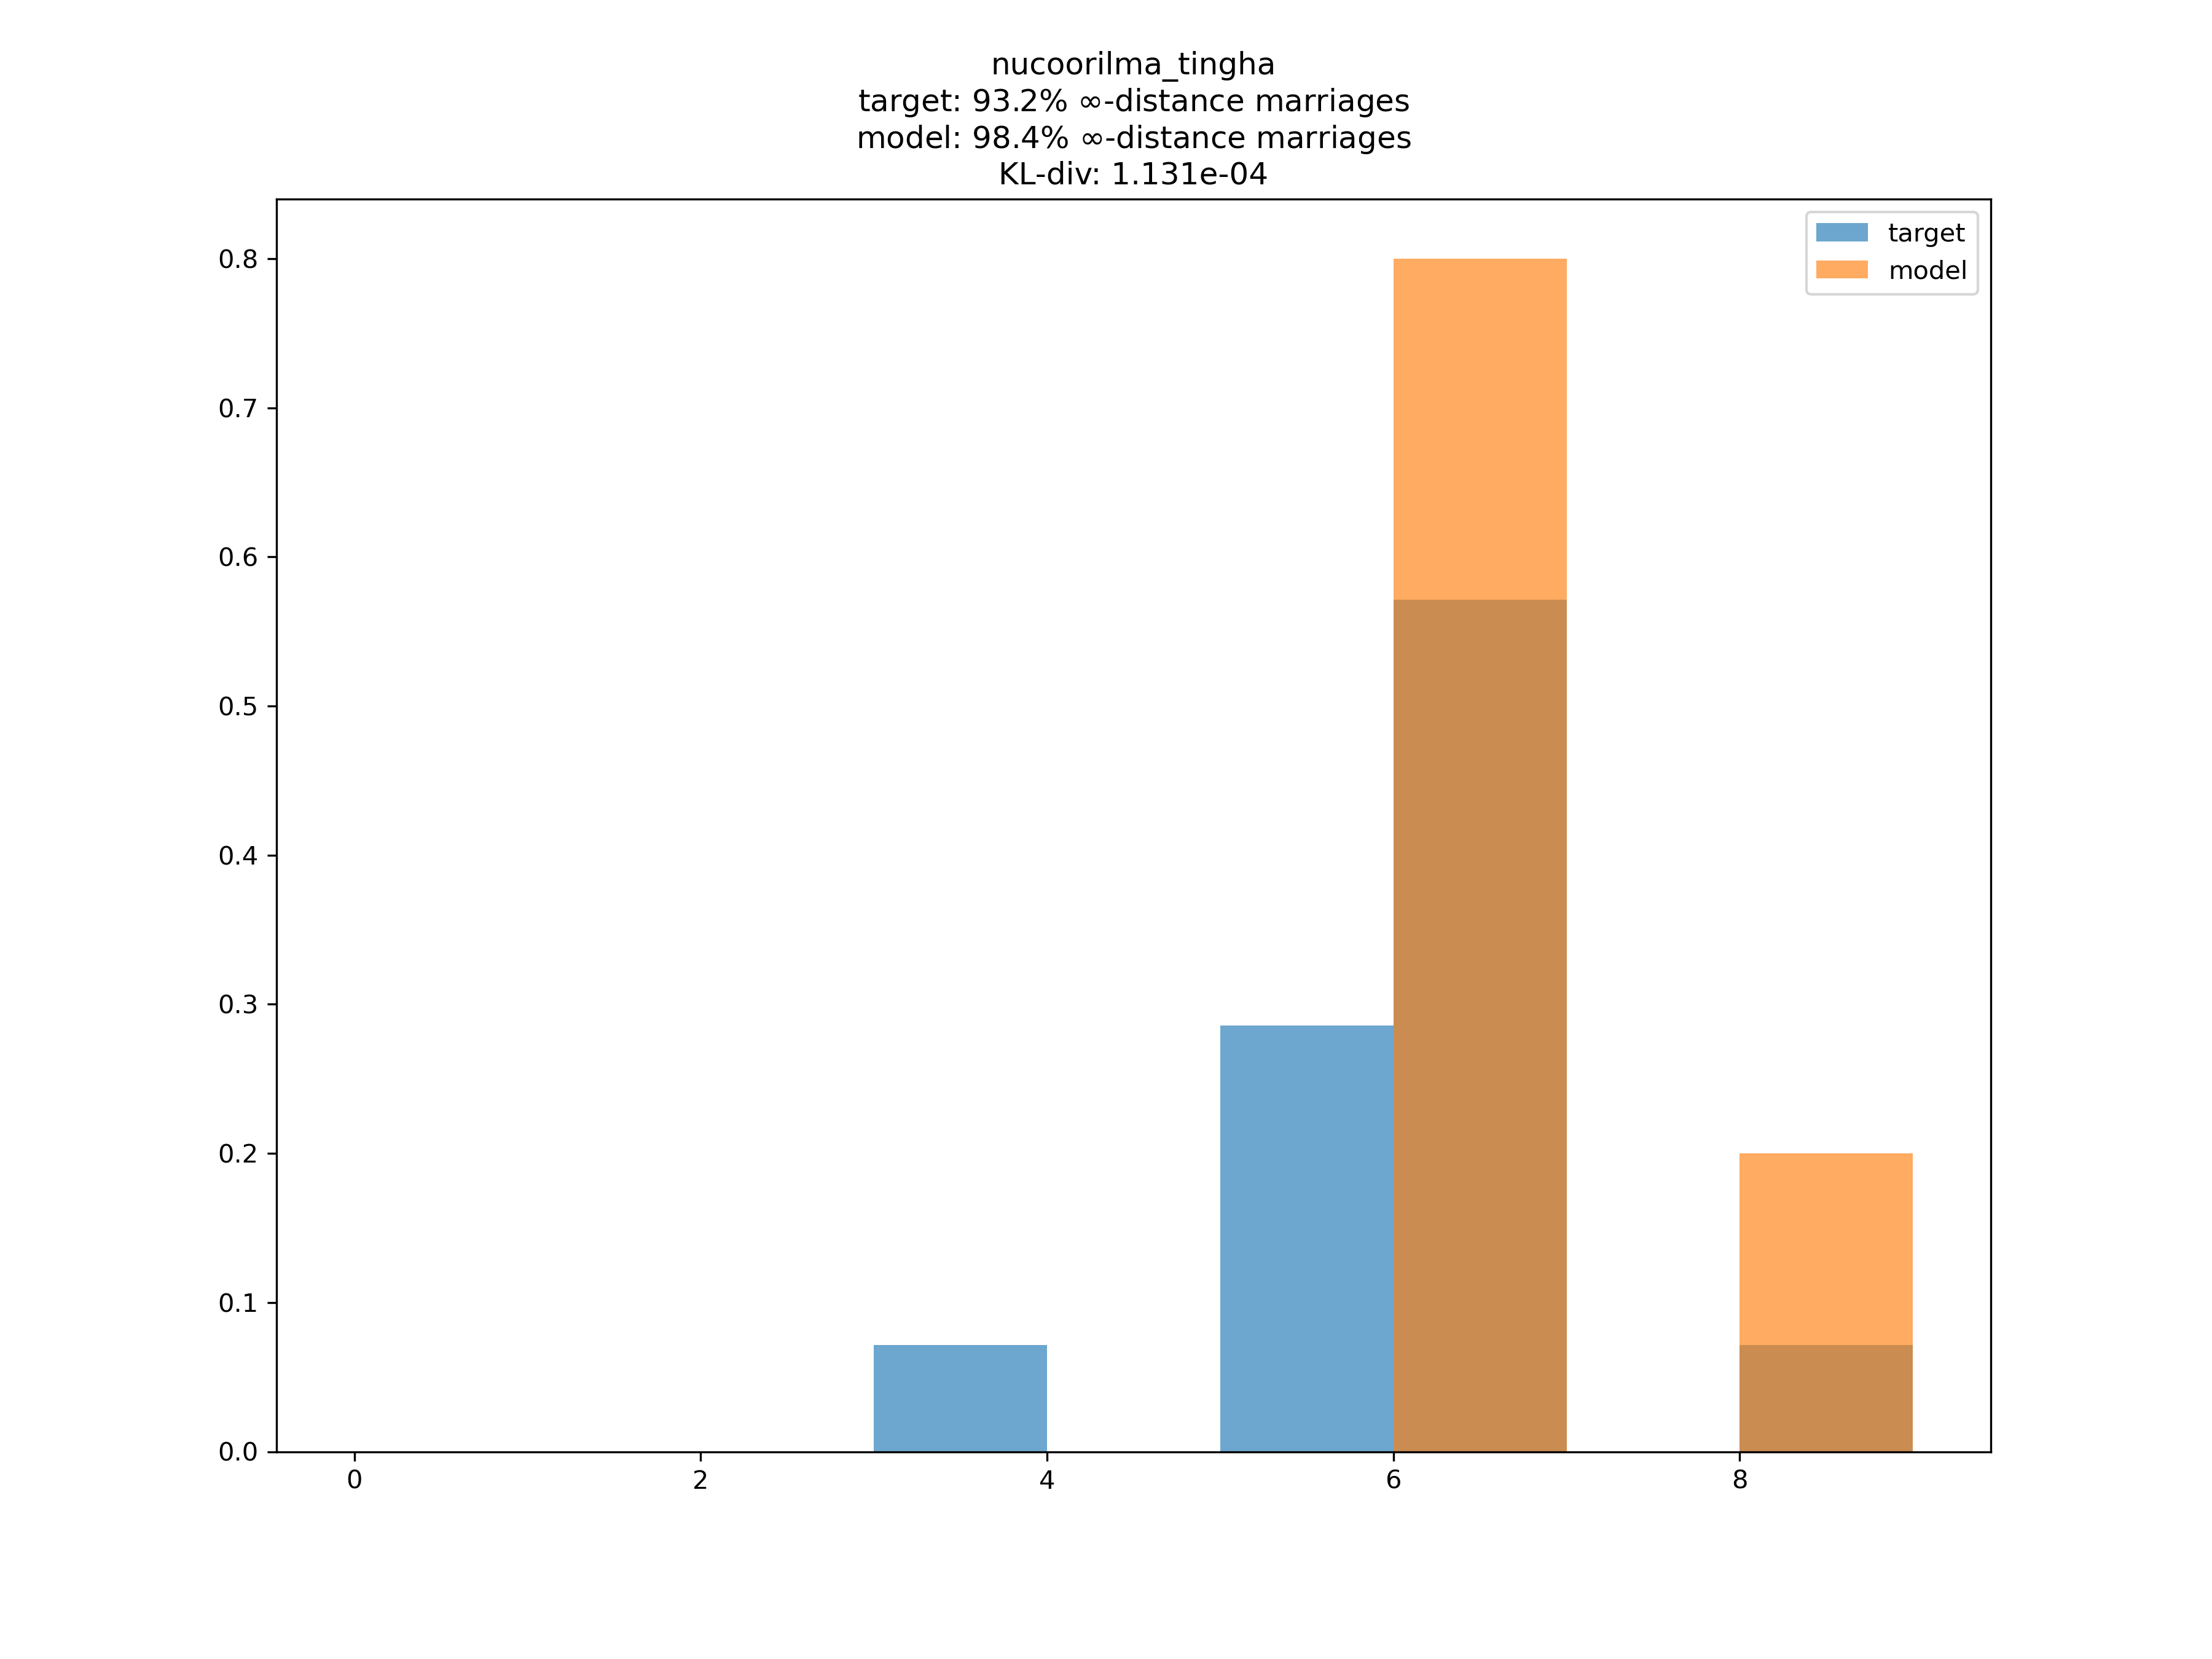 nucoorilma_tingha
target: 93.2% ∞-distance marriages
model: 98.4% ∞-distance marriages
KL-div: 1.131e-04
target
model
0.8
0.7
0.6
0.5
0.4
0.3
0.2
0.1
0.0
0 2 4 6 8